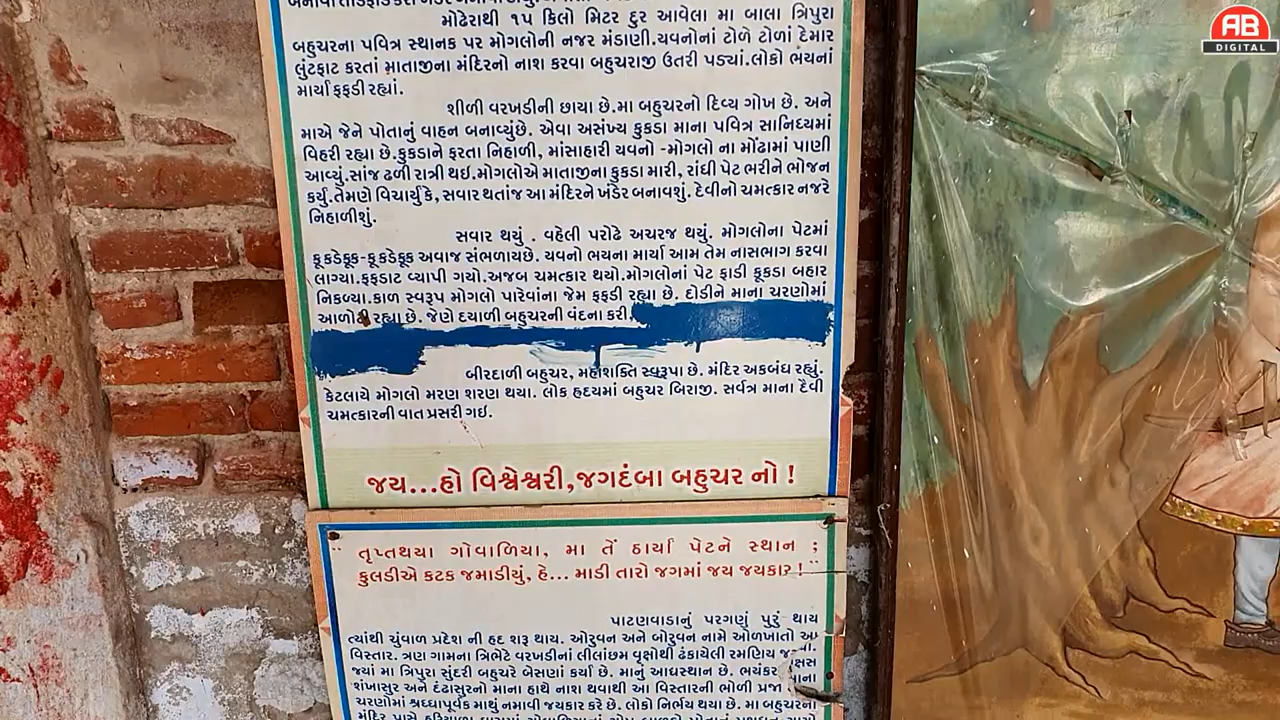 મોઢેરાથી ૧૫ કિલો મિટર દુર આવેલા મા બાલા ત્રિપુરા
બહુચરના પવિત્ર સ્થાનક પર મોગલોની નજર મંડાણી.યવનોનાં ટોળે ટોળાં દેમાર
લુંટફાટ કરતાં માતાજીના મંદિરનો નાશ કરવા બહુચરાજી ઉતરી પડ્યાં.લોકો ભયનાં
માર્યા ફફડી રહ્યાં.
શીળી વરખડીની છાયા છે.મા બહુચરનો દિવ્ય ગોખ છે. અને
માએ જેને પોતાનું વાહન બનાવ્યુંછે. એવા અસંખ્ય કુકડા માના પવિત્ર સાનિધ્યમાં
વિહરી રહ્યા છે.કુકડાને ફરતા નિહાળી, માંસાહારી યવનો -મોગલો ના મોંઢામાં પાણી
આવ્યું.સાંજ ઢળી રાત્રી થઇ.મોગલોએ માતાજીના કુકડા મારી, રાંધી પેટ ભરીને ભોજન
કર્યુ.તેમણે વિચાર્યુ કે, સવાર થતાંજ આ મંદિરને ખંડેર બનાવશું. દેવીનો ચમત્કાર નજરે
નિહાળીશું.
સવાર થયું . વહેલી પરોઢે અચરજ થયું. મોગલોના પેટમાં
કૂકડેકૂક-કૂકડેકૂક અવાજ સંભળાયછે. યવનો ભયના માર્યા આમ તેમ નાસભાગ કરવા
લાગ્યા.ફફડાટ વ્યાપી ગયો.અજબ ચમત્કાર થયો.મોગલોનાં પેટ ફાડી કૂકડા બહાર
નિકળ્યા.કાળ સ્વરૂપ મોગલો પારેવાંના જેમ ફફડી રહ્યા છે. દોડીને માના ચરણોમાં
આળોટી રહ્યા છે. જેણે દયાળી બહુચરની વંદના કરી.
બીરદાળી બહુચર, મહાશક્તિ સ્વરૂપા છે. મંદિર અકબંધ રહ્યું.
કેટલાયે મોગલો મરણ શરણ થયા. લોક હ્રદયમાં બહુચર બિરાજી. સર્વત્ર માના દૈવી
ચમત્કારની વાત પ્રસરી ગઇ.
જય...હો વિશ્વેશ્વરી,જગદંબા બહુચર નો !
"તૃપ્તથયા ગોવાળિયા, મા તેં ઠાર્યા પેટને સ્થાન ;
કુલડીએ કટક જમાડીયું, હે... માડી તારો જગમાં જય જયકાર !"
પાટણવાડાનું પરગણું પુરું થાય
ત્યાંથી ચુંવાળ પ્રદેશ ની હદ શરૂ થાય. ઓરૂવન અને બોરૂવન નામે ઓળખાતો આ
વિસ્તાર. ત્રણ ગામના ત્રિભેટે વરખડીનાં લીલાંછમ વૃક્ષોથી ઢંકાયેલી રમણિય
જ્યાં મા ત્રિપુરા સુંદરી બહુચરે બેસણાં કર્યાં છે. માનું આધસ્થાન છે. ભયંકર
શંખાસુર અને દંઢાસુરનો માના હાથે નાશ થવાથી આ વિસ્તારની ભોળી પ્રજા માના
ચરણોમાં શ્રધ્ધાપૂર્વક માથું નમાવી જયકાર કરે છે. લોકો નિર્ભય થયા છે. મા બહુચરના
AB
DIGITAL